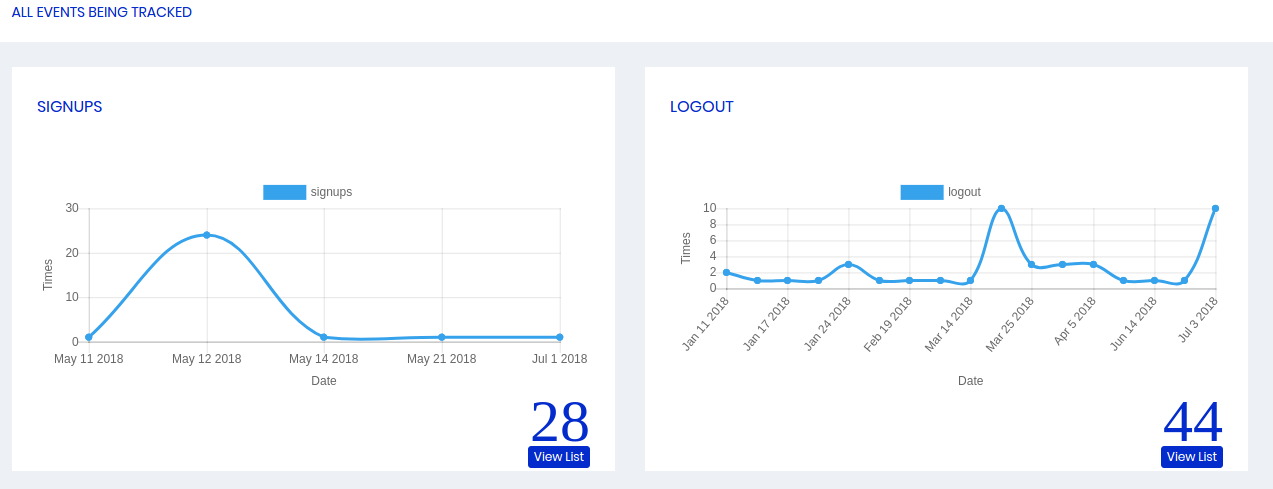 ALL EVENTS BEING TRACKED
SIGNUPS
signups
30
20
10
0
Times
May 11 2018 May 12 2018 May 14 2018 May 21 2018 Jul 1 2018
Date
28
View List
LOGOUT
logout
10
8
6
4
2
0
Times
Jan 11 2018 Jan 17 2018 Jan 24 2018 Feb 19 2018 Mar 14 2018 Mar 25 2018 Apr 5 2018 Jun 14 2018 Jul 3 2018
Date
44
View List